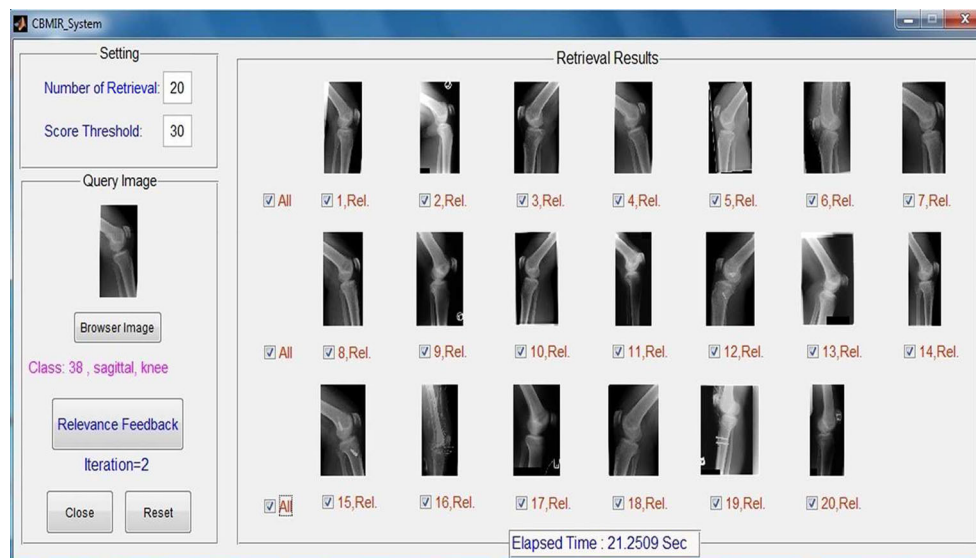 CBMIR_System
Setting
Number of Retrieval: 20
Score Threshold: 30
Query Image
Browser Image
Class: 38 , sagittal, knee
Relevance Feedback
Iteration=2
Close Reset
Retrieval Results
All 1,Rel. 2,Rel. 3,Rel. 4,Rel. 5,Rel. 6,Rel. 7,Rel.
All 8,Rel. 9,Rel. 10,Rel. 11,Rel. 12,Rel. 13,Rel. 14,Rel.
All 15,Rel. 16,Rel. 17,Rel. 18,Rel. 19,Rel. 20,Rel.
Elapsed Time : 21.2509 Sec